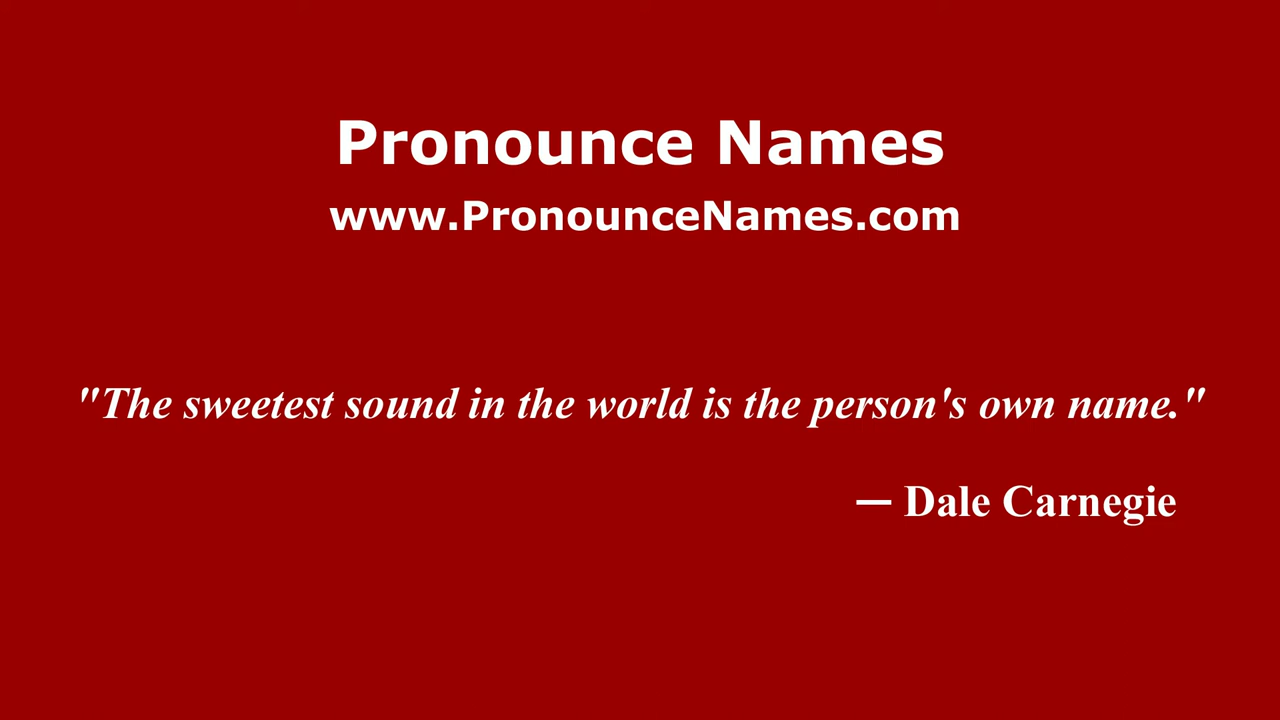 Pronounce Names
www.PronounceNames.com
"The sweetest sound in the world is the person's own name."
— Dale Carnegie